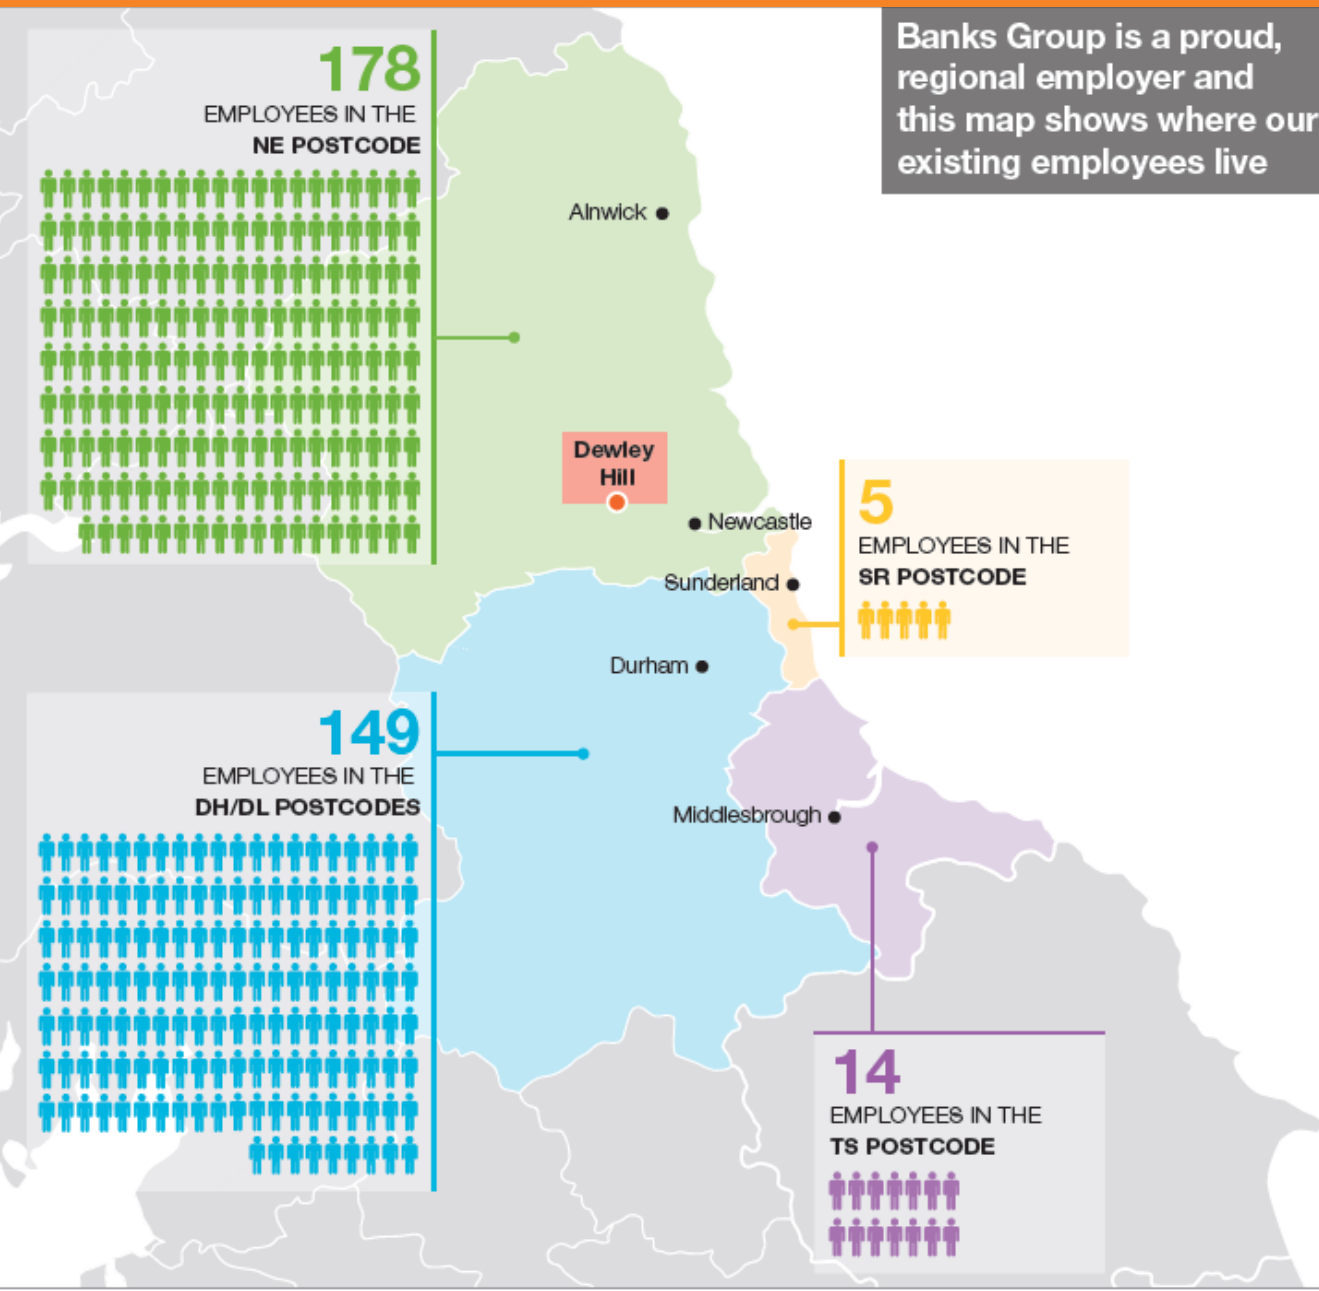 Banks Group is a proud,
regional employer and
this map shows where our
existing employees live
178
EMPLOYEES IN THE
NE POSTCODE
Alnwick
Dewley
Hill
Newcastle
5
EMPLOYEES IN THE
SR POSTCODE
Sunderland
Durham
149
EMPLOYEES IN THE
DH/DL POSTCODES
Middlesbrough
14
EMPLOYEES IN THE
TS POSTCODE